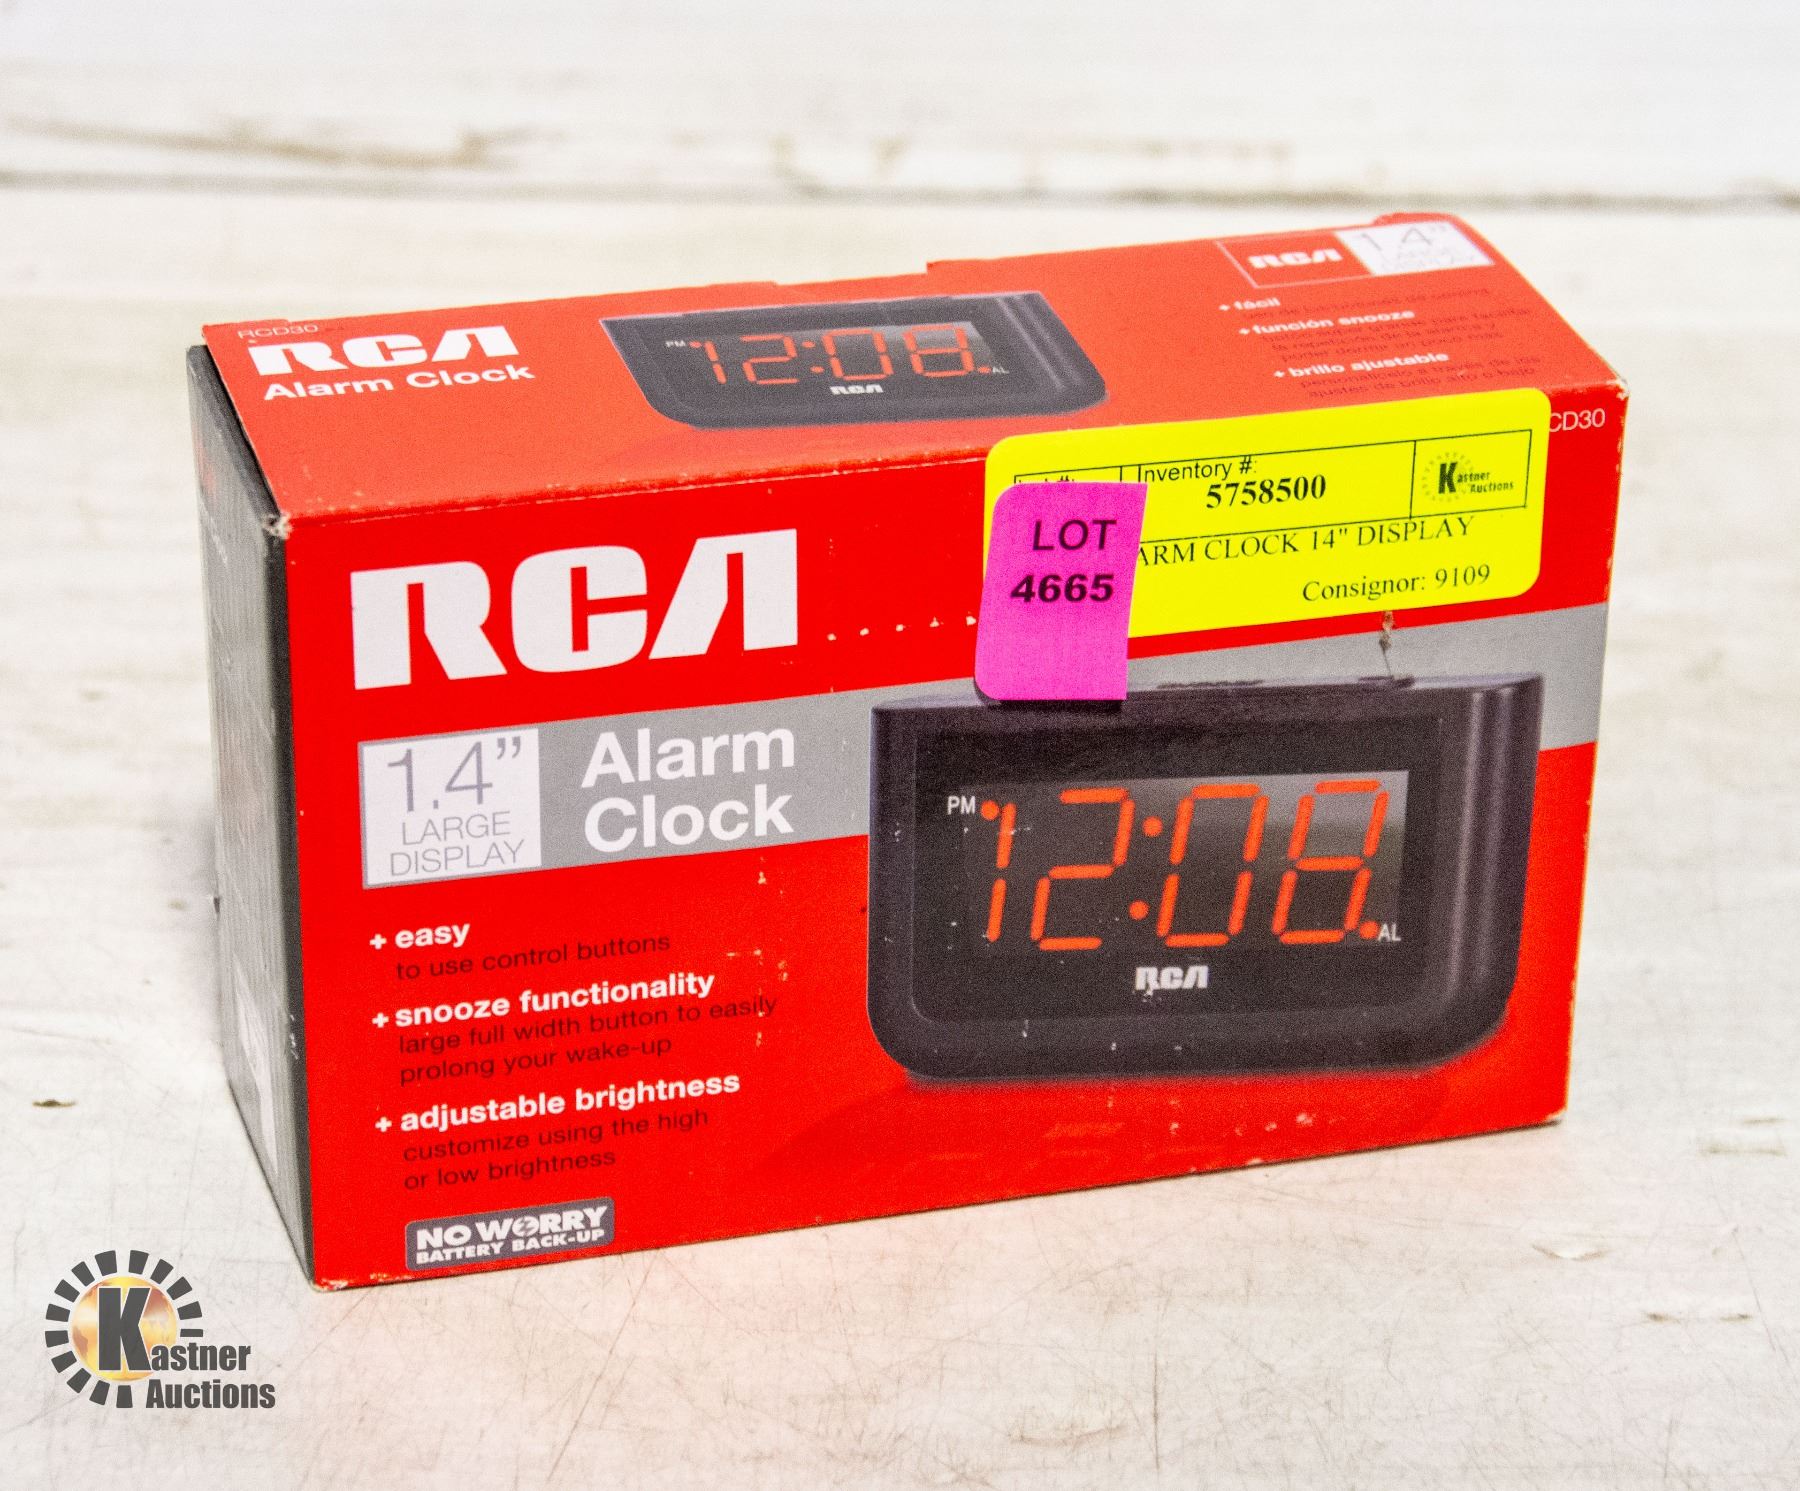 RCD30
RCA
Alarm Clock
PM 12:08 AL
RCA
RCA 1.4”
+ fácil
+ función snooze
+ brillo ajustable
CD30
Inventory #:
5758500
Kastner
Auctions
ARM CLOCK 14" DISPLAY
Consignor: 9109
LOT
4665
RCA
1.4”
LARGE
DISPLAY
Alarm
Clock
+ easy
to use control buttons
+ snooze functionality
large full width button to easily
prolong your wake-up
+ adjustable brightness
customize using the high
or low brightness
NO WORRY
BATTERY BACK-UP
PM 12:08 AL
RCA
Kastner
Auctions